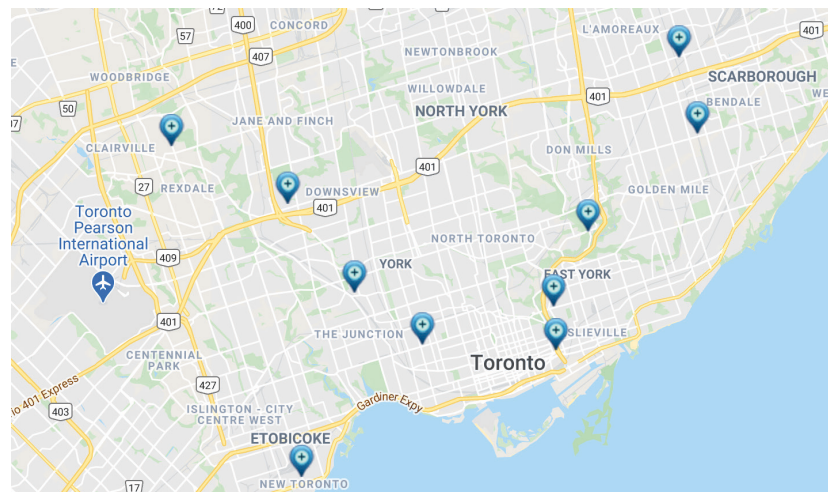 400
CONCORD
57
407
L'AMOREAUX
401
NEWTONBROOK
WOODBRIDGE
SCARBOROUGH
WILLOWDALE
401
BENDALE
50
NORTH YORK
JANE AND FINCH
CLAIRVILLE
DON MILLS
401
27
REXDALE
DOWNSVIEW
GOLDEN MILE
401
Toronto
Pearson
International
Airport
NORTH TORONTO
409
YORK
EAST YORK
401
THE JUNCTION
SLIEVILLE
CENTENNIAL
PARK
Toronto
427
io 401 Express
403
Gardiner Expy
ISLINGTON - CITY
CENTRE WEST
ETOBICOKE
NEW TORONTO
17